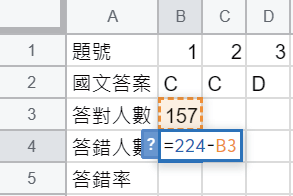 A B C D
1 題號 1 2 3
2 國文答案 C C D
3 答對人數 157
4 答錯人數 ? =224-B3
5 答錯率